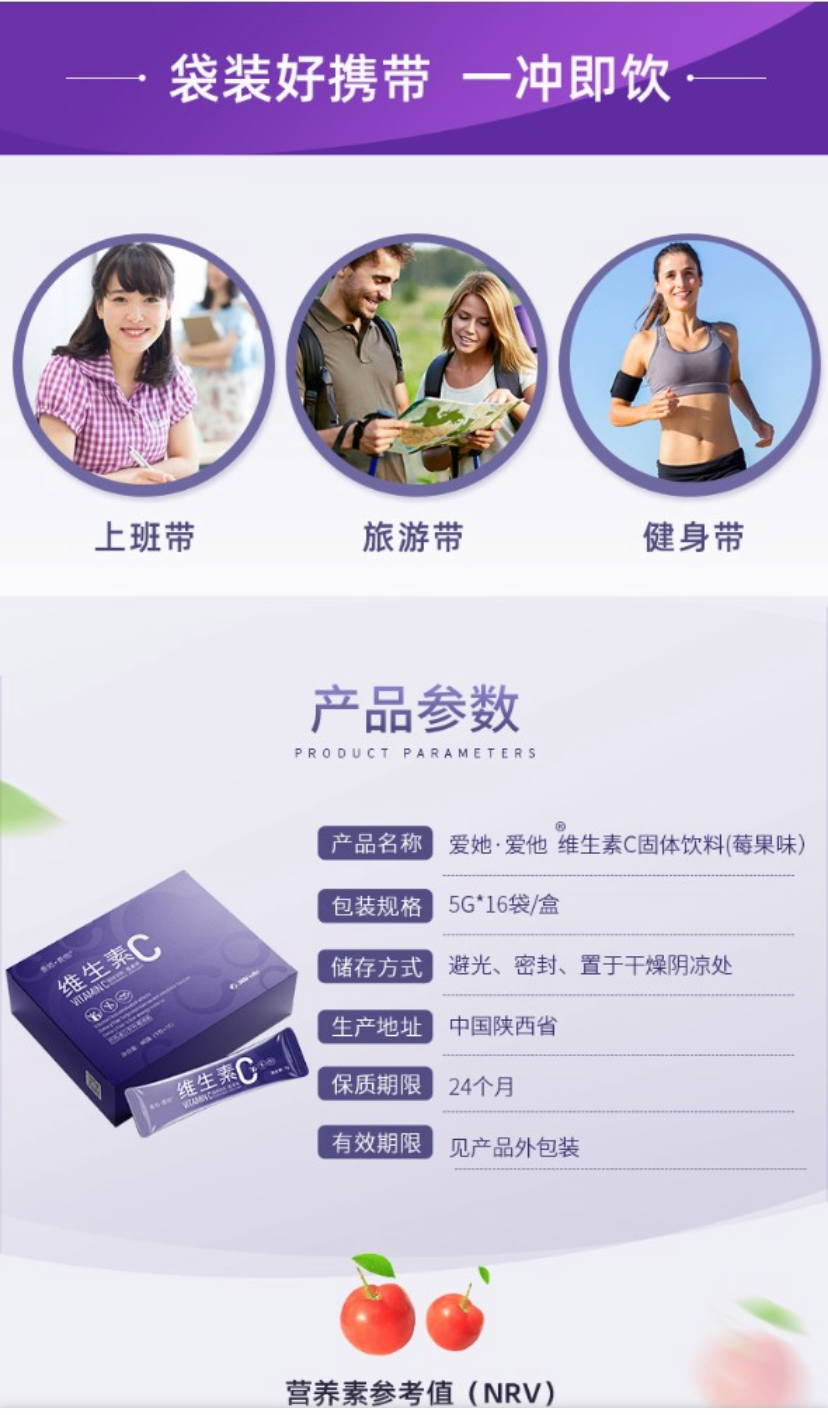 袋装好携带 一冲即饮
上班带 旅游带 健身带
产品参数
PRODUCT PARAMETERS
产品名称 爱她·爱他® 维生素C固体饮料(莓果味)
包装规格 5G*16袋/盒
储存方式 避光、密封、置于干燥阴凉处
生产地址 中国陕西省
保质期限 24个月
有效期限 见产品外包装
维生素C
VITAMIN C
维生素C
VITAMIN C
营养素参考值（NRV）